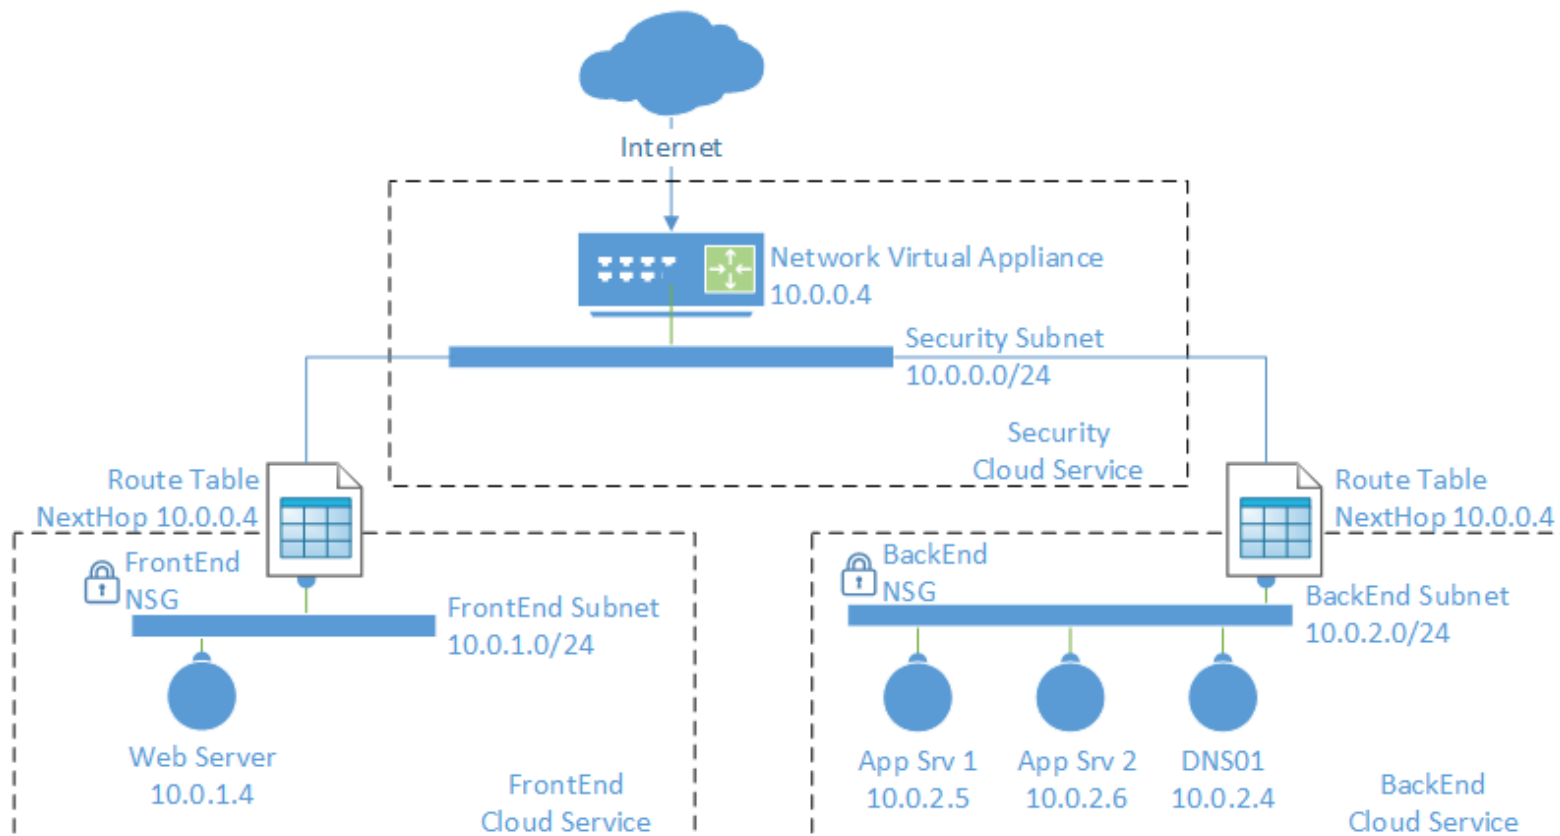 Internet
Network Virtual Appliance
10.0.0.4
Security Subnet
10.0.0.0/24
Security
Cloud Service
Route Table
NextHop 10.0.0.4
Route Table
NextHop 10.0.0.4
FrontEnd
NSG
FrontEnd Subnet
10.0.1.0/24
BackEnd
NSG
BackEnd Subnet
10.0.2.0/24
Web Server
10.0.1.4
FrontEnd
Cloud Service
App Srv 1
10.0.2.5
App Srv 2
10.0.2.6
DNS01
10.0.2.4
BackEnd
Cloud Service